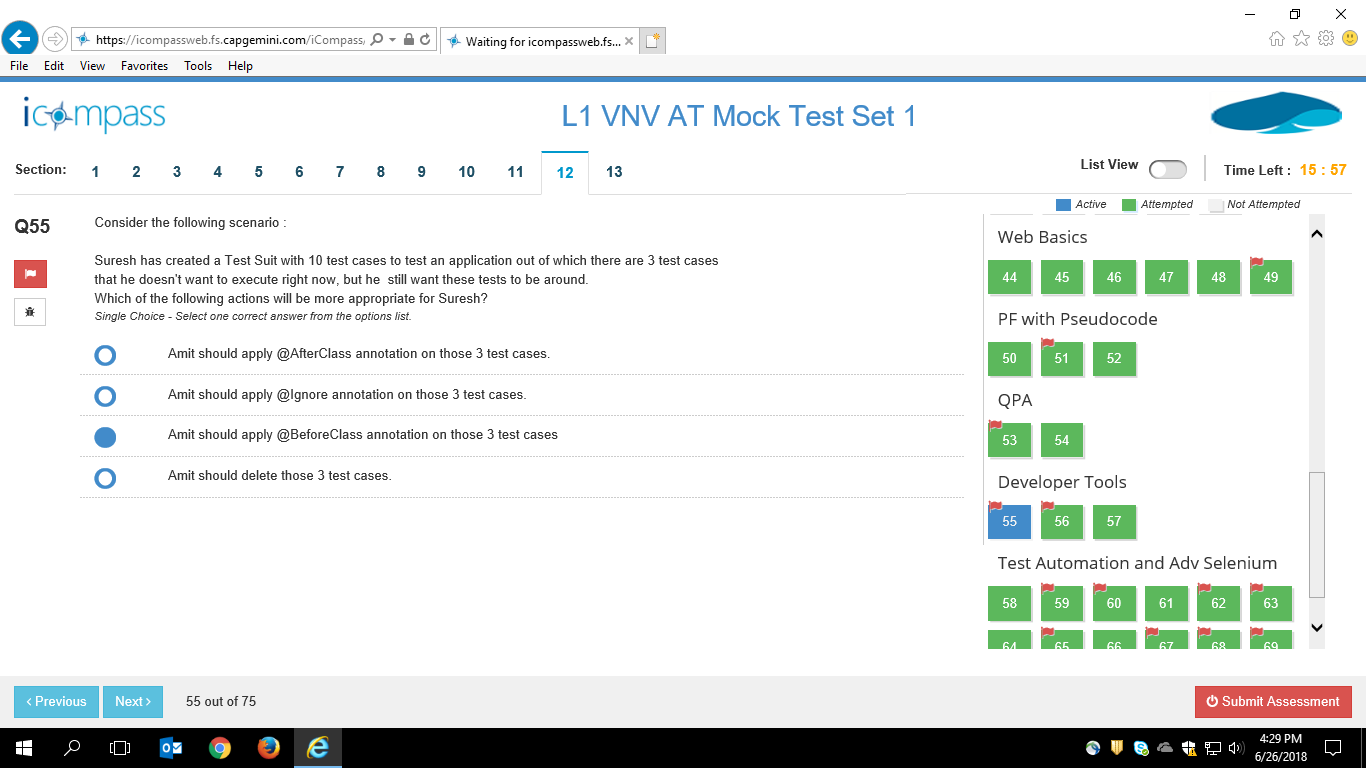 https://icompassweb.fs.capgemini.com/iCompass/
Waiting for icompassweb.fs...
File Edit View Favorites Tools Help
icompass
L1 VNV AT Mock Test Set 1
Section: 1 2 3 4 5 6 7 8 9 10 11 12 13
List View
Time Left : 15 : 57
Active Attempted Not Attempted
Q55
Consider the following scenario :
Suresh has created a Test Suit with 10 test cases to test an application out of which there are 3 test cases
that he doesn't want to execute right now, but he still want these tests to be around.
Which of the following actions will be more appropriate for Suresh?
Single Choice - Select one correct answer from the options list.
Amit should apply @AfterClass annotation on those 3 test cases.
Amit should apply @Ignore annotation on those 3 test cases.
Amit should apply @BeforeClass annotation on those 3 test cases
Amit should delete those 3 test cases.
Web Basics
44 45 46 47 48 49
PF with Pseudocode
50 51 52
QPA
53 54
Developer Tools
55 56 57
Test Automation and Adv Selenium
58 59 60 61 62 63
64 65 66 67 68 69
Previous Next 55 out of 75
Submit Assessment
4:29 PM
6/26/2018